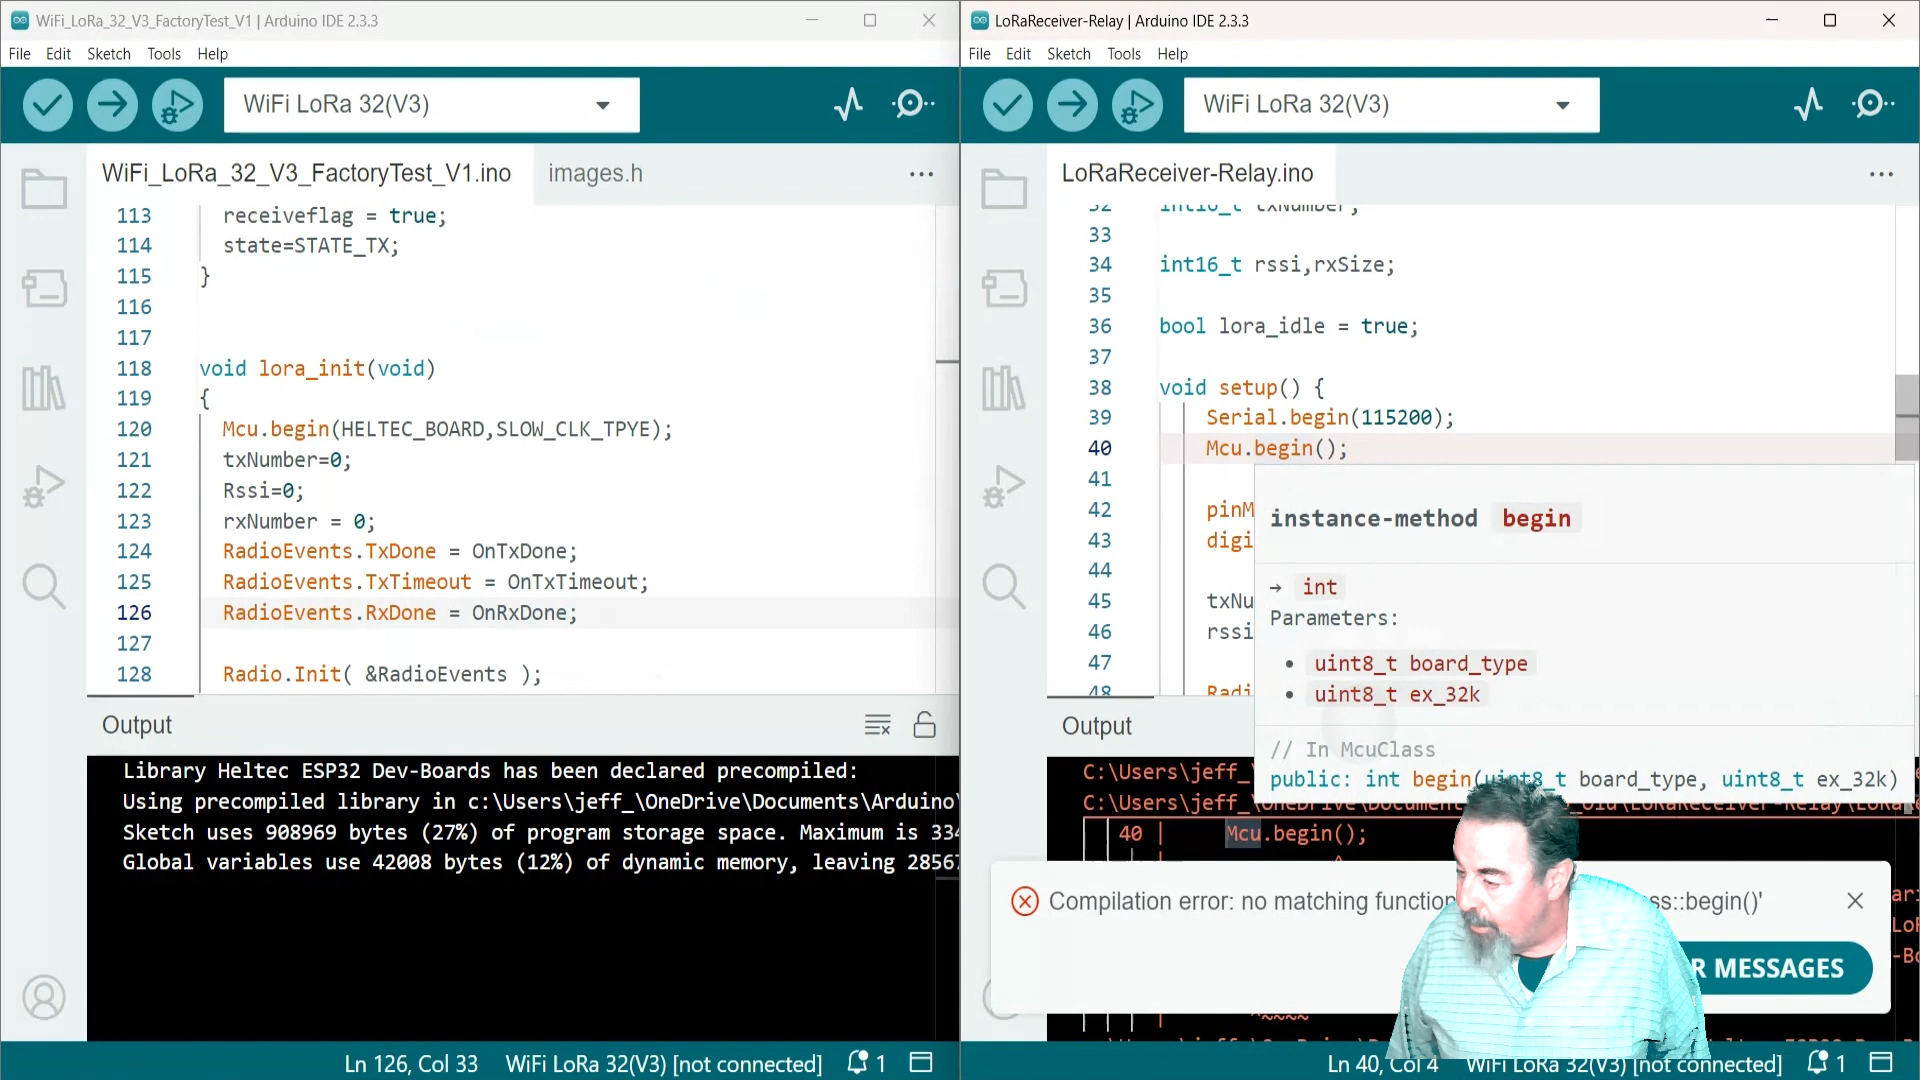 WiFi_LoRa_32_V3_FactoryTest_V1 | Arduino IDE 2.3.3
File Edit Sketch Tools Help
WiFi LoRa 32(V3)
WiFi_LoRa_32_V3_FactoryTest_V1.ino
images.h
113 receiveflag = true;
114 state=STATE_TX;
115 }
116
117
118 void lora_init(void)
119 {
120 Mcu.begin(HELTEC_BOARD,SLOW_CLK_TPYE);
121 txNumber=0;
122 Rssi=0;
123 rxNumber = 0;
124 RadioEvents.TxDone = OnTxDone;
125 RadioEvents.TxTimeout = OnTxTimeout;
126 RadioEvents.RxDone = OnRxDone;
127
128 Radio.Init( &RadioEvents );
Output
Library Heltec ESP32 Dev-Boards has been declared precompiled:
Using precompiled library in c:\Users\jeff_\OneDrive\Documents\Arduino\
Sketch uses 908969 bytes (27%) of program storage space. Maximum is 334
Global variables use 42008 bytes (12%) of dynamic memory, leaving 28567
Ln 126, Col 33 WiFi LoRa 32(V3) [not connected] 1
LoRaReceiver-Relay | Arduino IDE 2.3.3
File Edit Sketch Tools Help
WiFi LoRa 32(V3)
LoRaReceiver-Relay.ino
32 int16_t txNumber;
33
34 int16_t rssi,rxSize;
35
36 bool lora_idle = true;
37
38 void setup() {
39 Serial.begin(115200);
40 Mcu.begin();
41
42 pinM
43 digi
44
45 txNu
46 rssi
47
48 Radi
instance-method begin
→ int
Parameters:
• uint8_t board_type
• uint8_t ex_32k
// In McuClass
public: int begin(uint8_t board_type, uint8_t ex_32k)
Output
C:\Users\jeff_
C:\Users\jeff_\OneDrive\Docume
40 | Mcu.begin();
Compilation error: no matching function ss::begin()'
R MESSAGES
Ln 40, Col 4 WiFi LoRa 32(V3) [not connected] 1